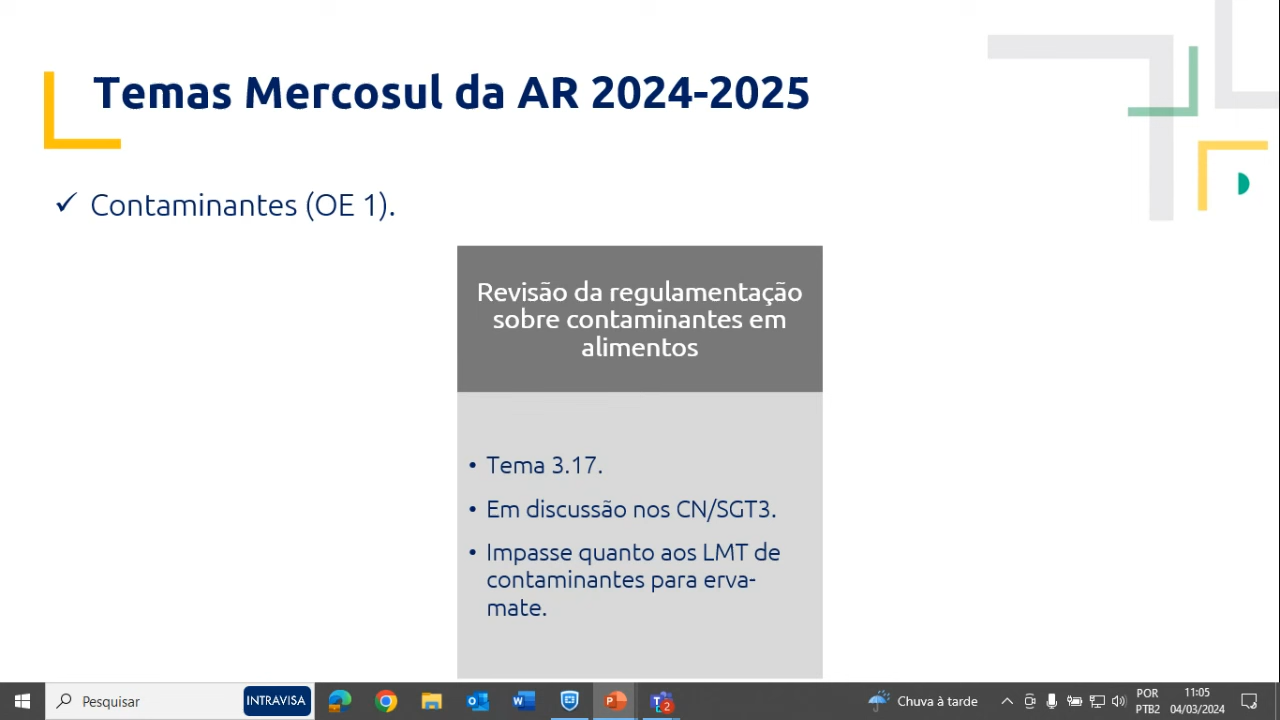 Temas Mercosul da AR 2024-2025
✓ Contaminantes (OE 1).
Revisão da regulamentação
sobre contaminantes em
alimentos
• Tema 3.17.
• Em discussão nos CN/SGT3.
• Impasse quanto aos LMT de
contaminantes para erva-
mate.
Pesquisar
INTRAVISA
2
Chuva à tarde
POR
PTB2
11:05
04/03/2024